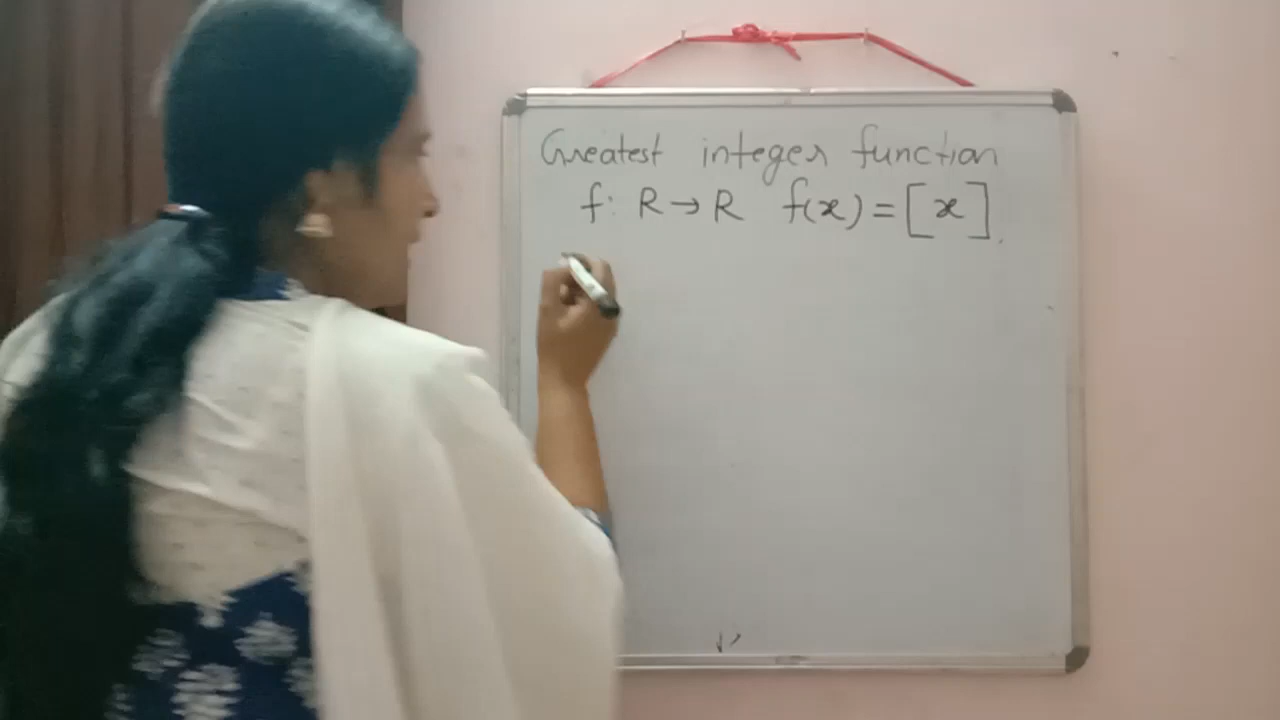 Greatest integer function
f: R→R f(x) = [x].